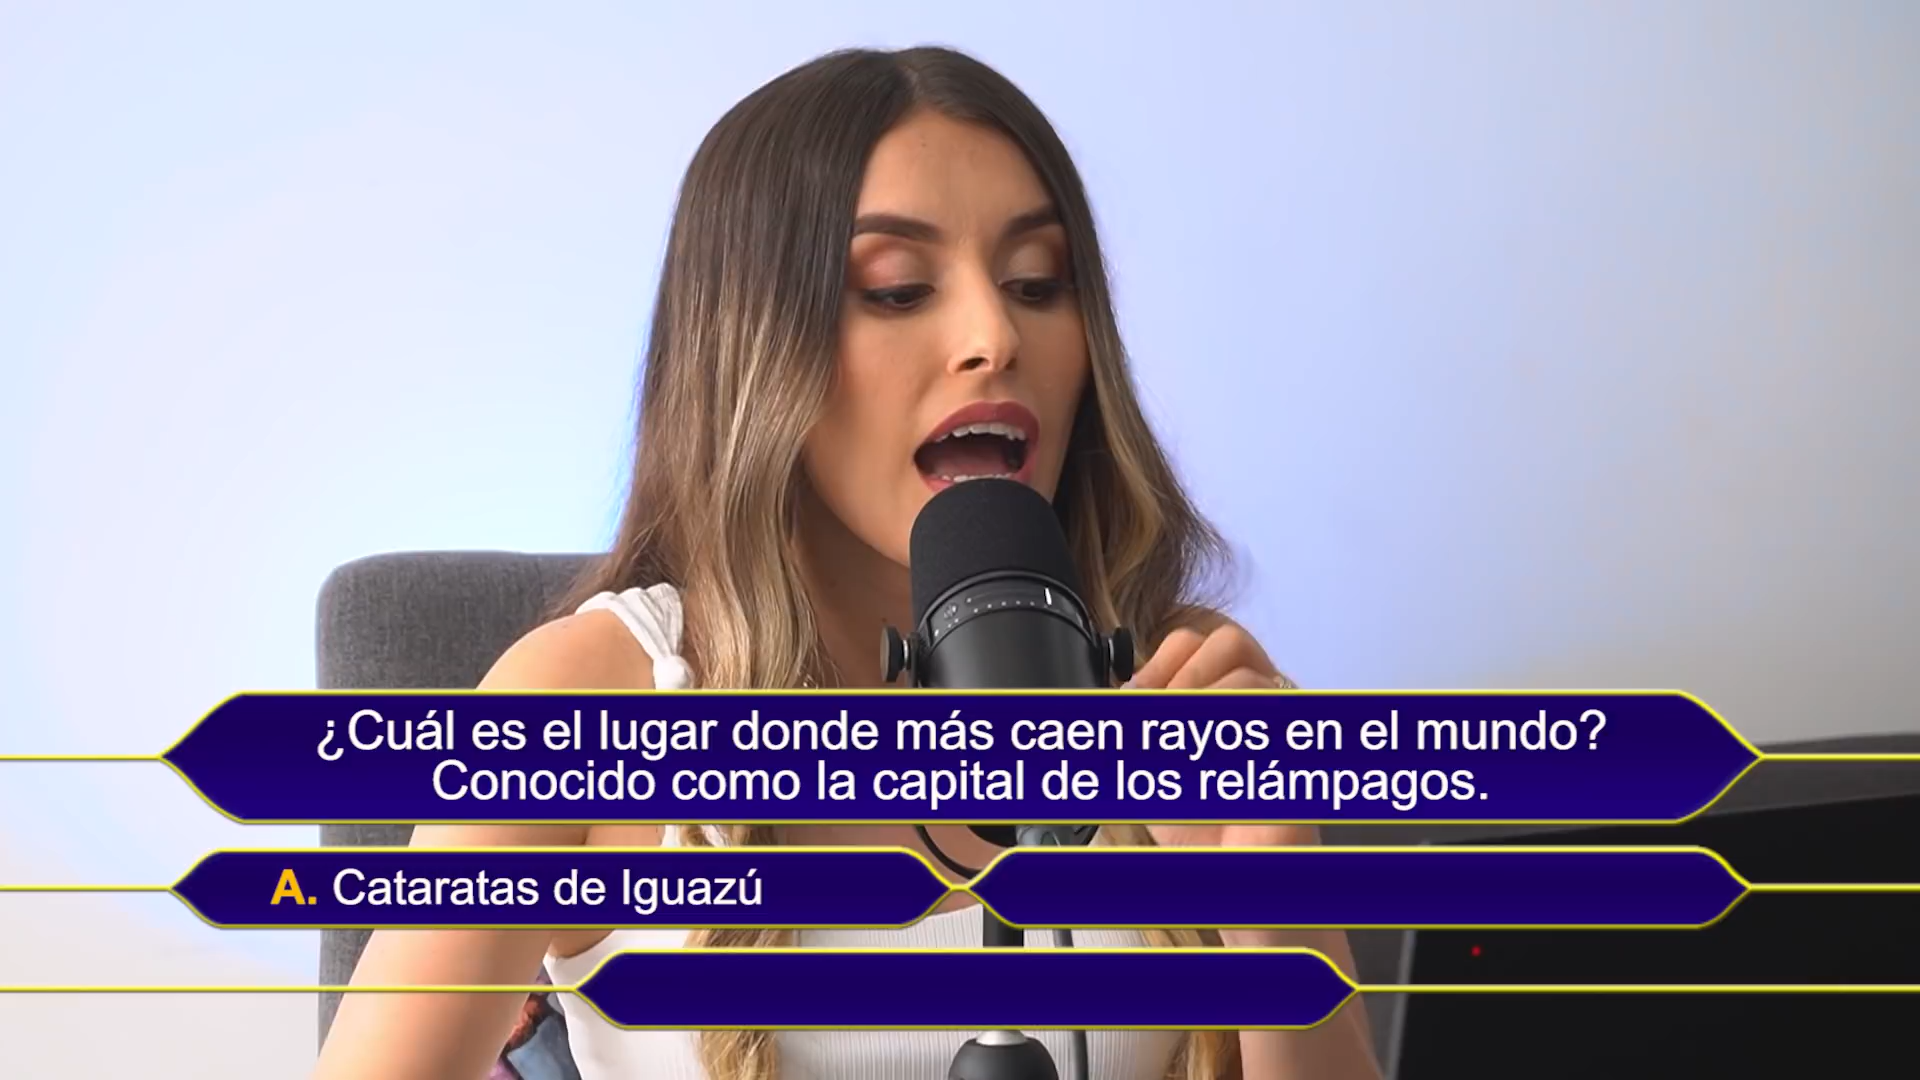 ¿Cuál es el lugar donde más caen rayos en el mundo?
Conocido como la capital de los relámpagos.
A. Cataratas de Iguazú